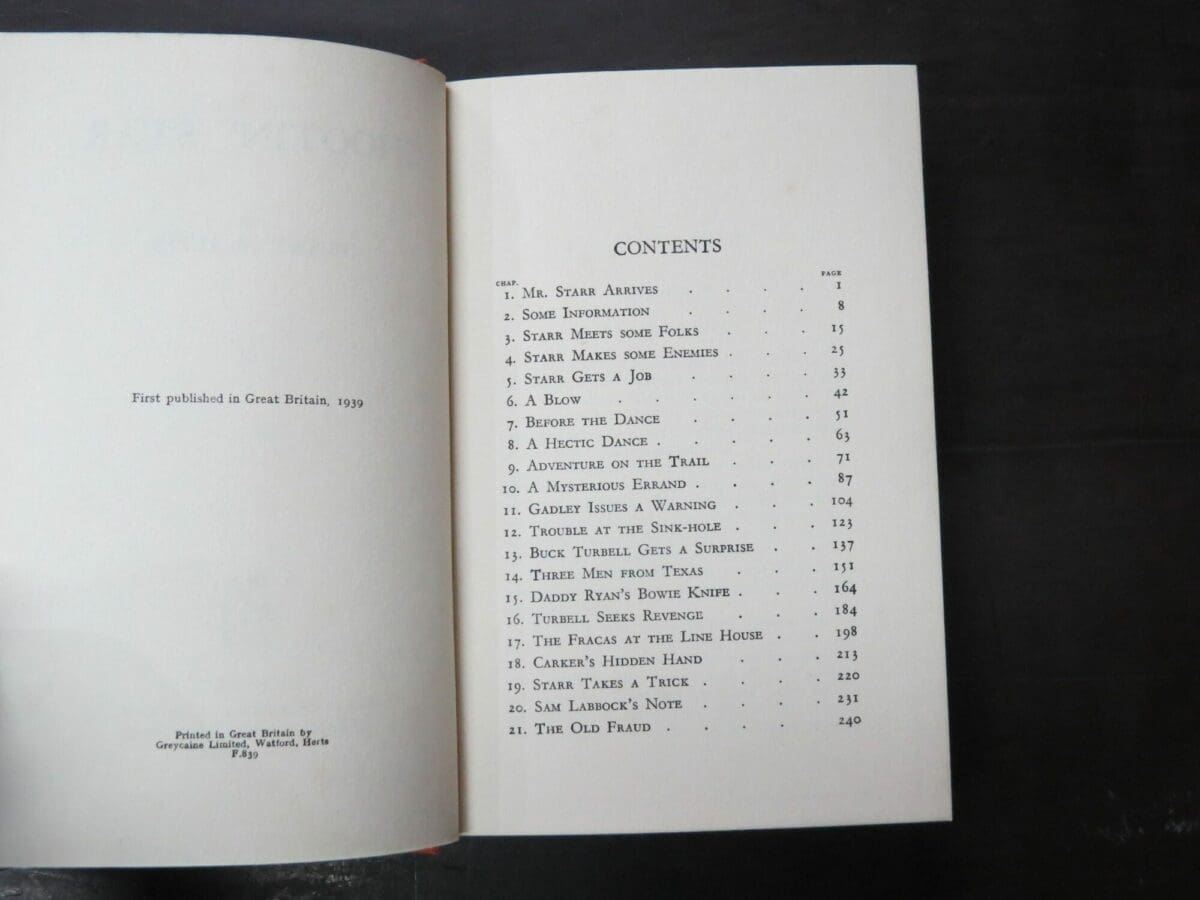 First published in Great Britain, 1939
Printed in Great Britain by
Greycaine Limited, Watford, Herts
F.839
CONTENTS
CHAP. PAGE
1. Mr. Starr Arrives . . . . 1
2. Some Information . . . . 8
3. Starr Meets some Folks . . . 15
4. Starr Makes some Enemies . . . 25
5. Starr Gets a Job . . . . 33
6. A Blow . . . . . . 42
7. Before the Dance . . . . 51
8. A Hectic Dance . . . . . 63
9. Adventure on the Trail . . . 71
10. A Mysterious Errand . . . . 87
11. Gadley Issues a Warning . . . 104
12. Trouble at the Sink-hole . . . 123
13. Buck Turbell Gets a Surprise . . 137
14. Three Men from Texas . . . 151
15. Daddy Ryan's Bowie Knife . . . 164
16. Turbell Seeks Revenge . . . 184
17. The Fracas at the Line House . . 198
18. Carker's Hidden Hand . . . 213
19. Starr Takes a Trick . . . . 220
20. Sam Labbock's Note . . . . 231
21. The Old Fraud . . . . . 240